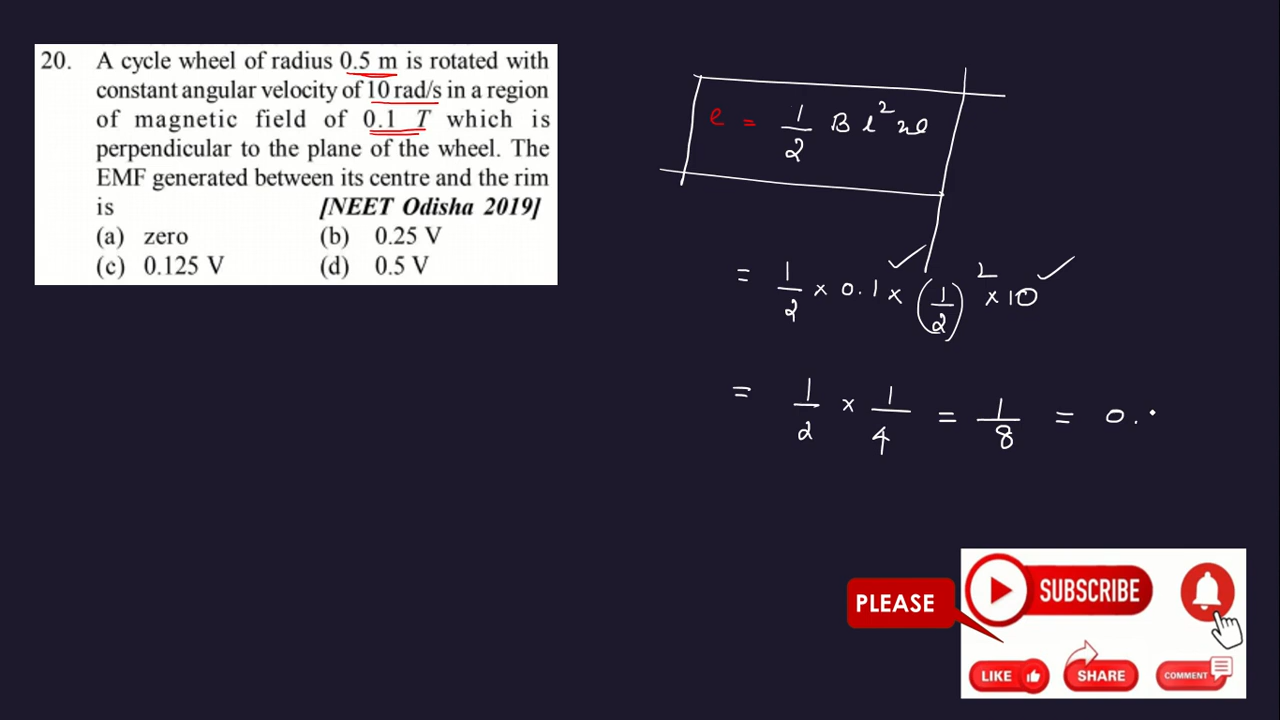 20. A cycle wheel of radius 0.5 m is rotated with
constant angular velocity of 10 rad/s in a region
of magnetic field of 0.1 T which is
perpendicular to the plane of the wheel. The
EMF generated between its centre and the rim
is [NEET Odisha 2019]
(a) zero (b) 0.25 V
(c) 0.125 V (d) 0.5 V
e = 1/2 B l²
= 1/2 × 0.1 × (1/2)² × 10
= 1/2 × 1/4 = 1/8 = 0.
PLEASE
SUBSCRIBE
LIKE
SHARE
COMMENT